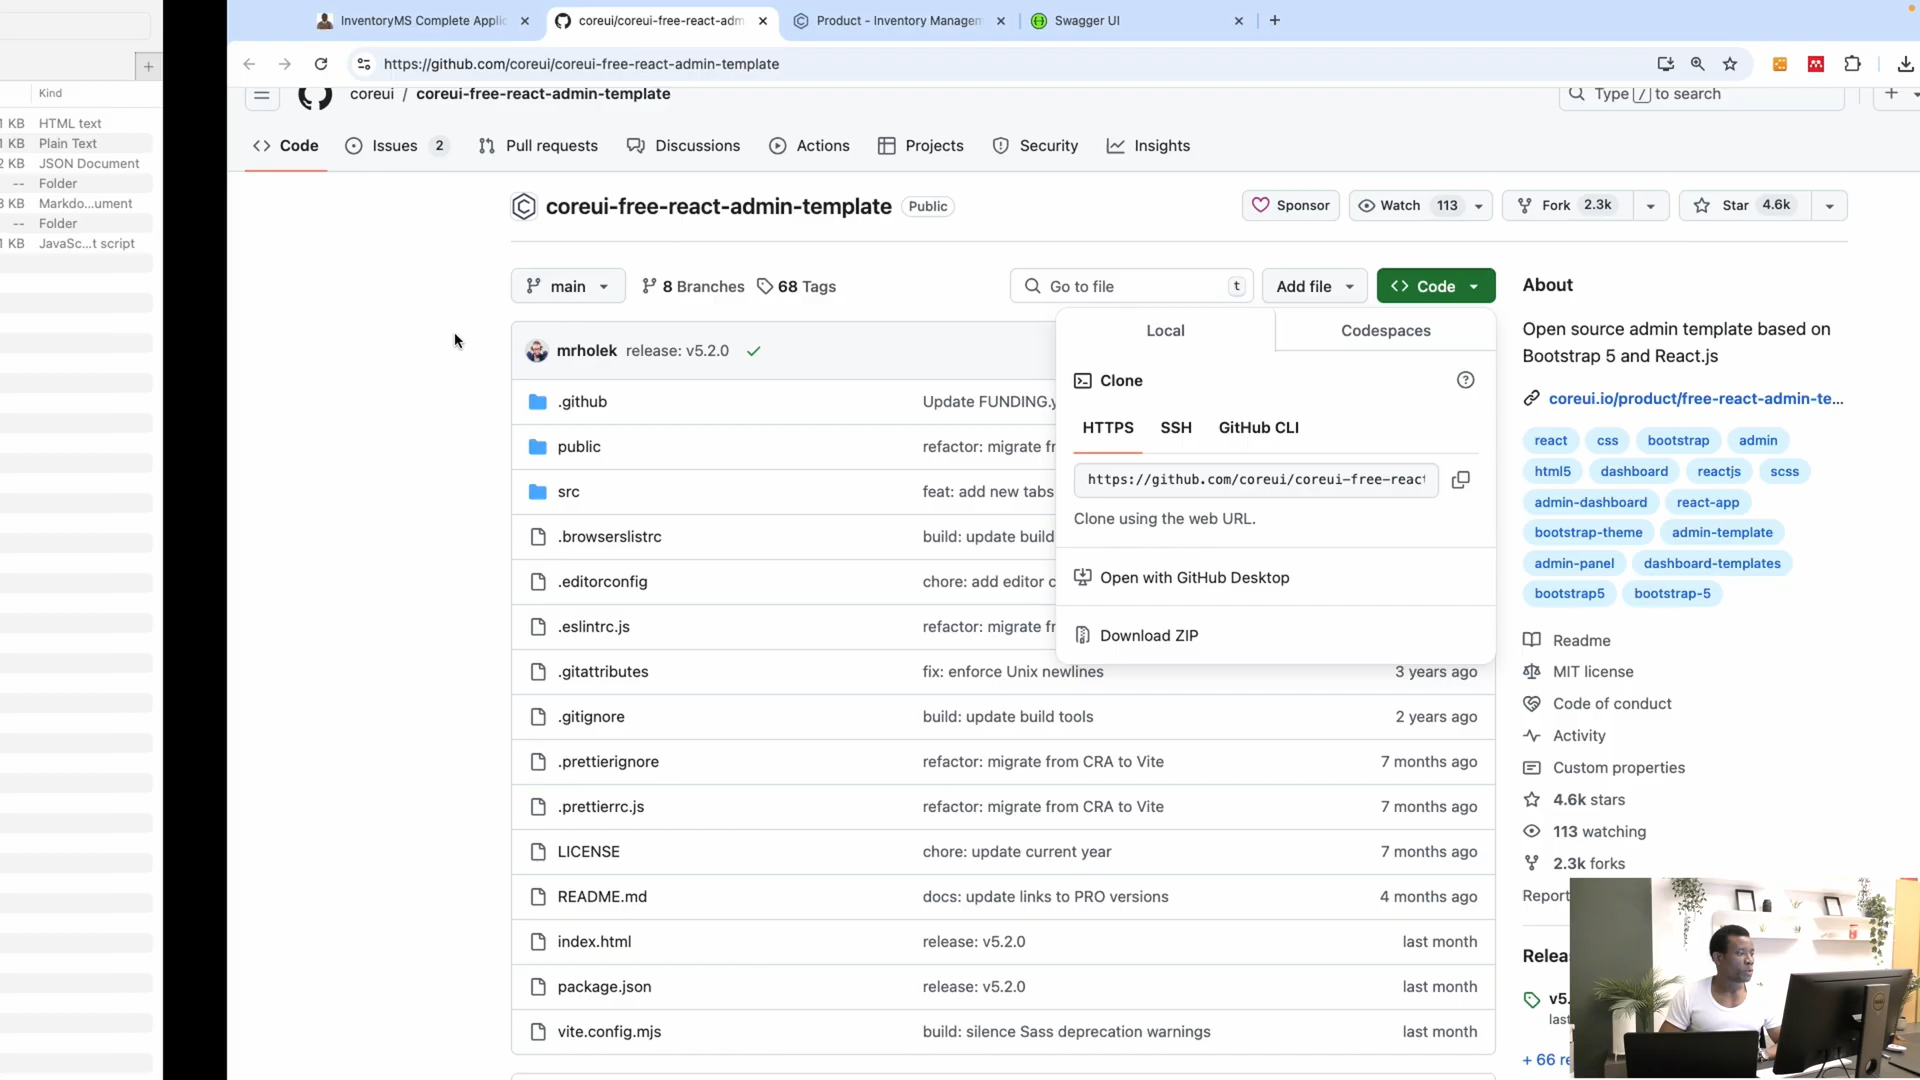 InventoryMS Complete Applic
coreui/coreui-free-react-adm
Product - Inventory Managem
Swagger UI
https://github.com/coreui/coreui-free-react-admin-template
Kind
1 KB HTML text
1 KB Plain Text
2 KB JSON Document
-- Folder
3 KB Markdo...ument
-- Folder
1 KB JavaSc...t script
coreui / coreui-free-react-admin-template
Type / to search
Code
Issues 2
Pull requests
Discussions
Actions
Projects
Security
Insights
coreui-free-react-admin-template Public
Sponsor
Watch 113
Fork 2.3k
Star 4.6k
main
8 Branches
68 Tags
Go to file t
Add file
Code
mrholek release: v5.2.0
Local
Codespaces
Clone
HTTPS
SSH
GitHub CLI
https://github.com/coreui/coreui-free-react
Clone using the web URL.
Open with GitHub Desktop
Download ZIP
.github Update FUNDING.y
public refactor: migrate fr
src feat: add new tabs
.browserslistrc build: update build
.editorconfig chore: add editor c
.eslintrc.js refactor: migrate fr
.gitattributes fix: enforce Unix newlines 3 years ago
.gitignore build: update build tools 2 years ago
.prettierignore refactor: migrate from CRA to Vite 7 months ago
.prettierrc.js refactor: migrate from CRA to Vite 7 months ago
LICENSE chore: update current year 7 months ago
README.md docs: update links to PRO versions 4 months ago
index.html release: v5.2.0 last month
package.json release: v5.2.0 last month
vite.config.mjs build: silence Sass deprecation warnings last month
About
Open source admin template based on
Bootstrap 5 and React.js
coreui.io/product/free-react-admin-te...
react css bootstrap admin
html5 dashboard reactjs scss
admin-dashboard react-app
bootstrap-theme admin-template
admin-panel dashboard-templates
bootstrap5 bootstrap-5
Readme
MIT license
Code of conduct
Activity
Custom properties
4.6k stars
113 watching
2.3k forks
Report
Relea
v5.
last
+ 66 re